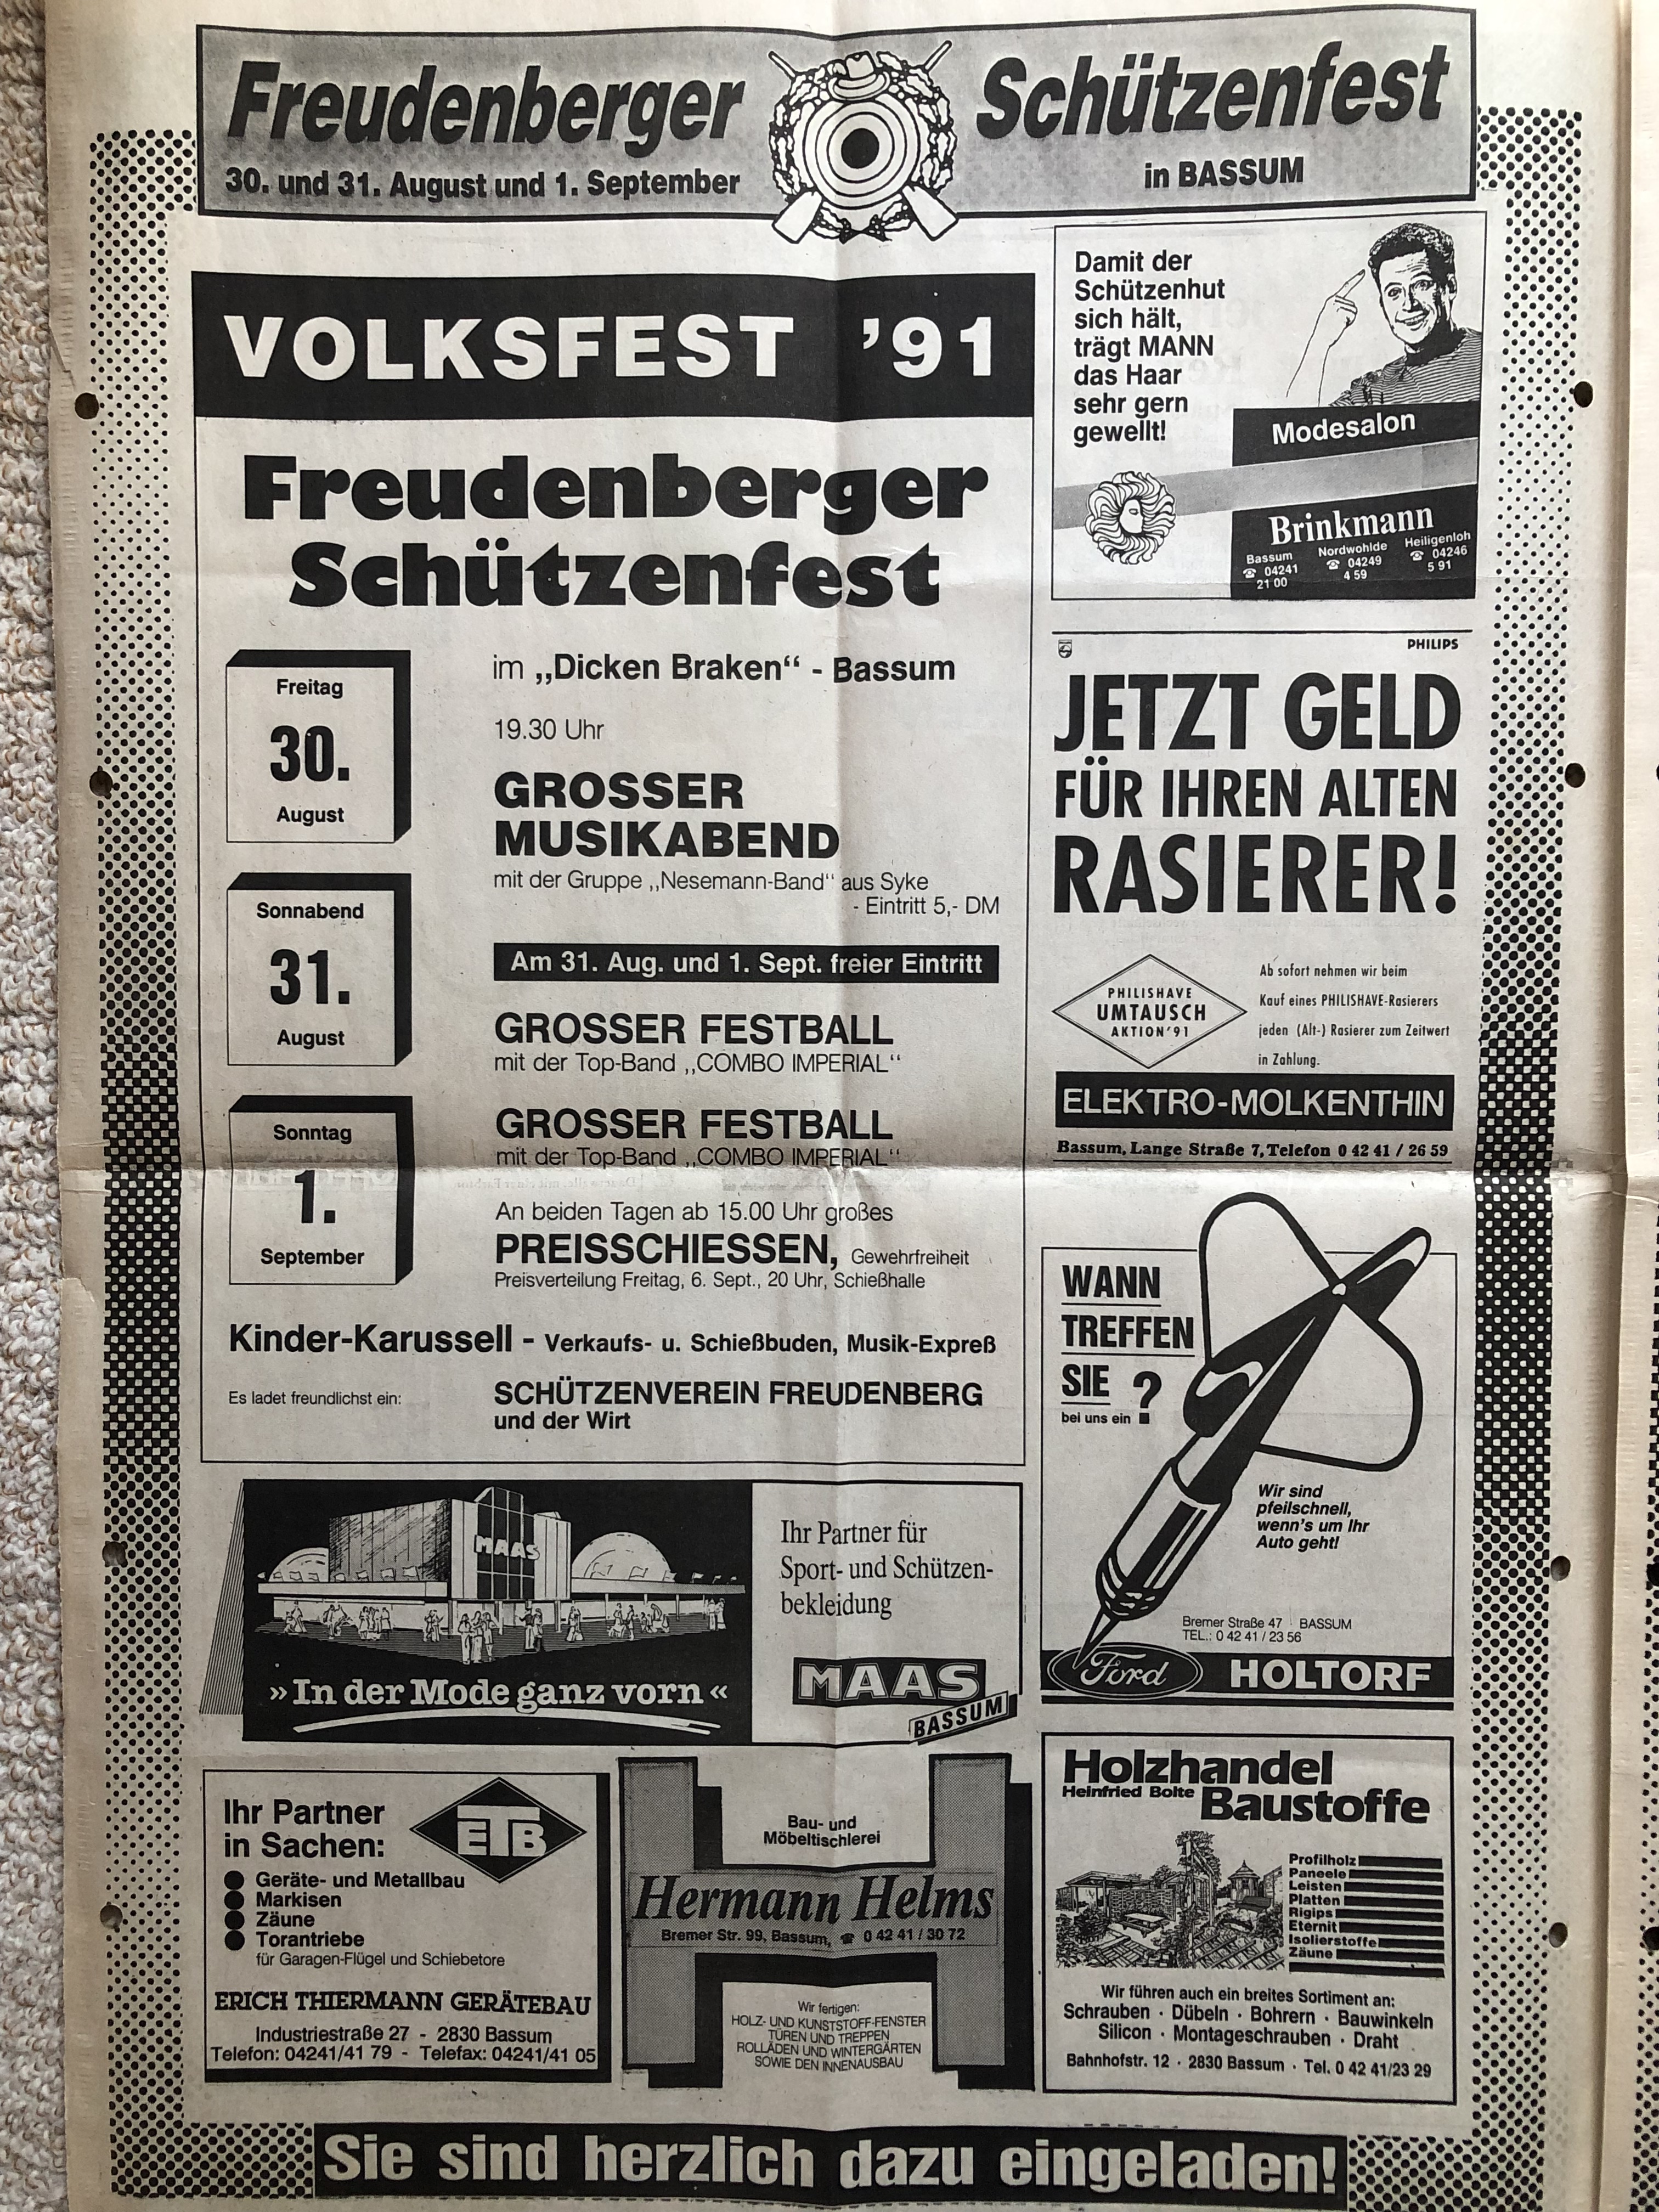 Freudenberger Schützenfest
30. und 31. August und 1. September
in BASSUM
VOLKSFEST '91
Freudenberger
Schützenfest
im „Dicken Braken“ - Bassum
Freitag
30.
August
19.30 Uhr
GROSSER
MUSIKABEND
mit der Gruppe „Nesemann-Band“ aus Syke
- Eintritt 5,- DM
Sonnabend
31.
August
Am 31. Aug. und 1. Sept. freier Eintritt
GROSSER FESTBALL
mit der Top-Band „COMBO IMPERIAL“
Sonntag
1.
September
GROSSER FESTBALL
mit der Top-Band „COMBO IMPERIAL“
An beiden Tagen ab 15.00 Uhr großes
PREISSCHIESSEN, Gewehrfreiheit
Preisverteilung Freitag, 6. Sept., 20 Uhr, Schießhalle
Kinder-Karussell - Verkaufs- u. Schießbuden, Musik-Expreß
Es ladet freundlichst ein:
SCHÜTZENVEREIN FREUDENBERG
und der Wirt
Damit der
Schützenhut
sich hält,
trägt MANN
das Haar
sehr gern
gewellt!
Modesalon
Brinkmann
Bassum
☎ 04241
21 00
Nordwohlde
☎ 04249
4 59
Heiligenloh
☎ 04246
5 91
PHILIPS
JETZT GELD
FÜR IHREN ALTEN
RASIERER!
PHILISHAVE
UMTAUSCH
AKTION'91
Ab sofort nehmen wir beim
Kauf eines PHILISHAVE-Rasierers
jeden (Alt-) Rasierer zum Zeitwert
in Zahlung.
ELEKTRO-MOLKENTHIN
Bassum, Lange Straße 7, Telefon 0 42 41 / 26 59
WANN
TREFFEN
SIE ?
bei uns ein
Wir sind
pfeilschnell,
wenn's um Ihr
Auto geht!
Bremer Straße 47 BASSUM
TEL.: 0 42 41 / 23 56
Ford HOLTORF
MAAS
»In der Mode ganz vorn«
Ihr Partner für
Sport- und Schützen-
bekleidung
MAAS
BASSUM
Ihr Partner
in Sachen:
ETB
● Geräte- und Metallbau
● Markisen
● Zäune
● Torantriebe
für Garagen-Flügel und Schiebetore
ERICH THIERMANN GERÄTEBAU
Industriestraße 27 - 2830 Bassum
Telefon: 04241/41 79 - Telefax: 04241/41 05
Bau- und
Möbeltischlerei
Hermann Helms
Bremer Str. 99, Bassum, ☎ 0 42 41 / 30 72
Wir fertigen:
HOLZ- UND KUNSTSTOFF-FENSTER
TÜREN UND TREPPEN
ROLLÄDEN UND WINTERGÄRTEN
SOWIE DEN INNENAUSBAU
Holzhandel
Heinfried Bolte Baustoffe
Profilholz
Paneele
Leisten
Platten
Rigips
Eternit
Isolierstoffe
Zäune
Wir führen auch ein breites Sortiment an:
Schrauben · Dübeln · Bohrern · Bauwinkeln
Silicon · Montageschrauben · Draht
Bahnhofstr. 12 · 2830 Bassum · Tel. 0 42 41/23 29
Sie sind herzlich dazu eingeladen!